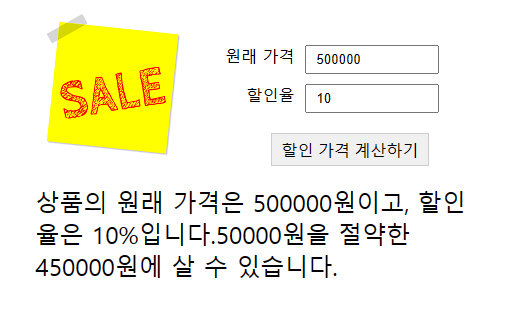 SALE
원래 가격 500000
할인율 10
할인 가격 계산하기
상품의 원래 가격은 500000원이고, 할인
율은 10%입니다.50000원을 절약한
450000원에 살 수 있습니다.